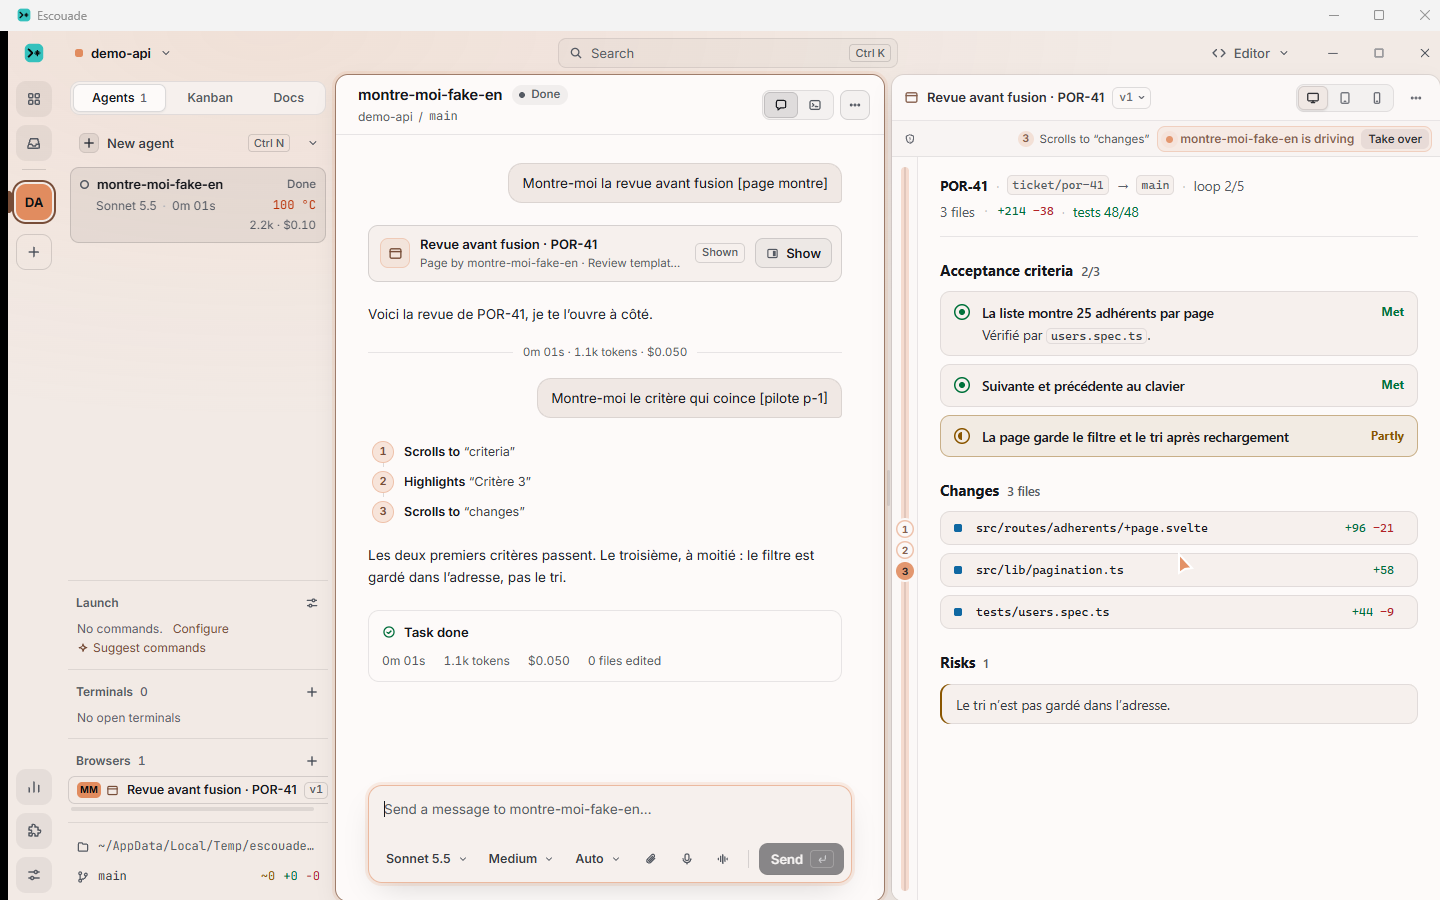 Escouade
demo-api
Search
Ctrl K
Editor
Agents 1
Kanban
Docs
New agent
Ctrl N
montre-moi-fake-en
Done
Sonnet 5.5 · 0m 01s
100 °C
2.2k · $0.10
DA
Launch
No commands. Configure
Suggest commands
Terminals 0
No open terminals
Browsers 1
MM
Revue avant fusion · POR-41
v1
~/AppData/Local/Temp/escouade…
main
~0 +0 -0
montre-moi-fake-en
Done
demo-api / main
Montre-moi la revue avant fusion [page montre]
Revue avant fusion · POR-41
Page by montre-moi-fake-en · Review templat…
Shown
Show
Voici la revue de POR-41, je te l’ouvre à côté.
0m 01s · 1.1k tokens · $0.050
Montre-moi le critère qui coince [pilote p-1]
1 Scrolls to “criteria”
2 Highlights “Critère 3”
3 Scrolls to “changes”
Les deux premiers critères passent. Le troisième, à moitié : le filtre est
gardé dans l’adresse, pas le tri.
Task done
0m 01s 1.1k tokens $0.050 0 files edited
Send a message to montre-moi-fake-en…
Sonnet 5.5
Medium
Auto
Send
Revue avant fusion · POR-41
v1
3 Scrolls to “changes”
montre-moi-fake-en is driving
Take over
1
2
3
POR-41 · ticket/por-41 → main · loop 2/5
3 files · +214 −38 · tests 48/48
Acceptance criteria 2/3
La liste montre 25 adhérents par page
Met
Vérifié par users.spec.ts.
Suivante et précédente au clavier
Met
La page garde le filtre et le tri après rechargement
Partly
Changes 3 files
src/routes/adherents/+page.svelte
+96 −21
src/lib/pagination.ts
+58
tests/users.spec.ts
+44 −9
Risks 1
Le tri n’est pas gardé dans l’adresse.